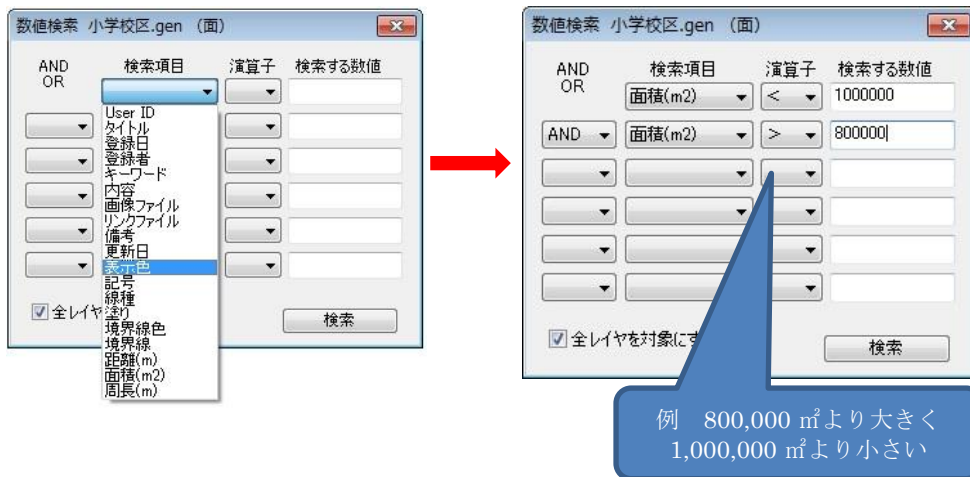 数値検索 小学校区.gen （面）
AND
OR
検索項目
演算子
検索する数値
User ID
タイトル
登録日
登録者
キーワード
内容
画像ファイル
リンクファイル
備考
更新日
表示色
記号
線種
塗り
境界線色
境界線
距離(m)
面積(m2)
周長(m)
全レイヤ
検索
数値検索 小学校区.gen （面）
AND
OR
検索項目
演算子
検索する数値
面積(m2) < 1000000
AND 面積(m2) > 800000
全レイヤを対象にす
検索
例　800,000 ㎡より大きく
1,000,000 ㎡より小さい